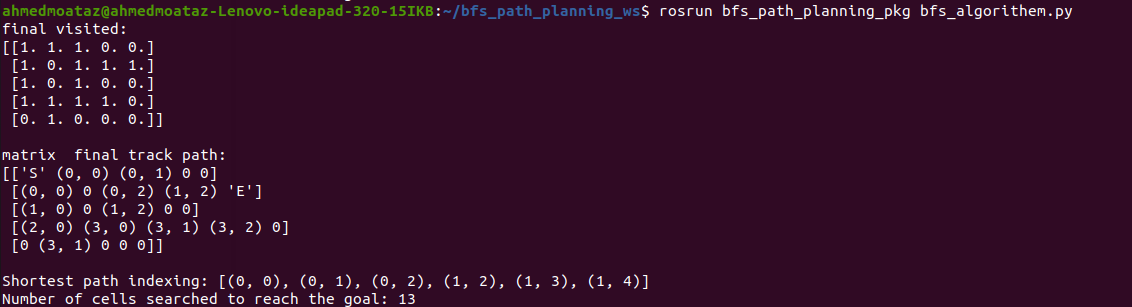 ahmedmoataz@ahmedmoataz-Lenovo-ideapad-320-15IKB:~/bfs_path_planning_ws$ rosrun bfs_path_planning_pkg bfs_algorithem.py
final visited:
[[1. 1. 1. 0. 0.]
[1. 0. 1. 1. 1.]
[1. 0. 1. 0. 0.]
[1. 1. 1. 1. 0.]
[0. 1. 0. 0. 0.]]
matrix  final track path:
[['S' (0, 0) (0, 1) 0 0]
[(0, 0) 0 (0, 2) (1, 2) 'E']
[(1, 0) 0 (1, 2) 0 0]
[(2, 0) (3, 0) (3, 1) (3, 2) 0]
[0 (3, 1) 0 0 0]]
Shortest path indexing: [(0, 0), (0, 1), (0, 2), (1, 2), (1, 3), (1, 4)]
Number of cells searched to reach the goal: 13